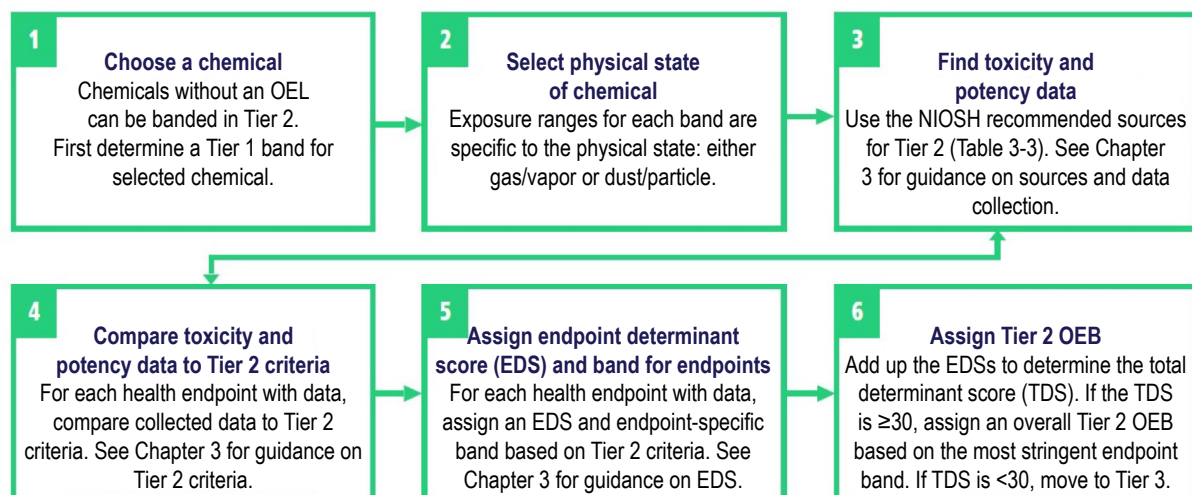 1
Choose a chemical
Chemicals without an OEL
can be banded in Tier 2.
First determine a Tier 1 band for
selected chemical.
2
Select physical state
of chemical
Exposure ranges for each band are
specific to the physical state: either
gas/vapor or dust/particle.
3
Find toxicity and
potency data
Use the NIOSH recommended sources
for Tier 2 (Table 3-3). See Chapter
3 for guidance on sources and data
collection.
4
Compare toxicity and
potency data to Tier 2 criteria
For each health endpoint with data,
compare collected data to Tier 2
criteria. See Chapter 3 for guidance on
Tier 2 criteria.
5
Assign endpoint determinant
score (EDS) and band for endpoints
For each health endpoint with data,
assign an EDS and endpoint-specific
band based on Tier 2 criteria. See
Chapter 3 for guidance on EDS.
6
Assign Tier 2 OEB
Add up the EDSs to determine the total
determinant score (TDS). If the TDS
is ≥30, assign an overall Tier 2 OEB
based on the most stringent endpoint
band. If TDS is <30, move to Tier 3.